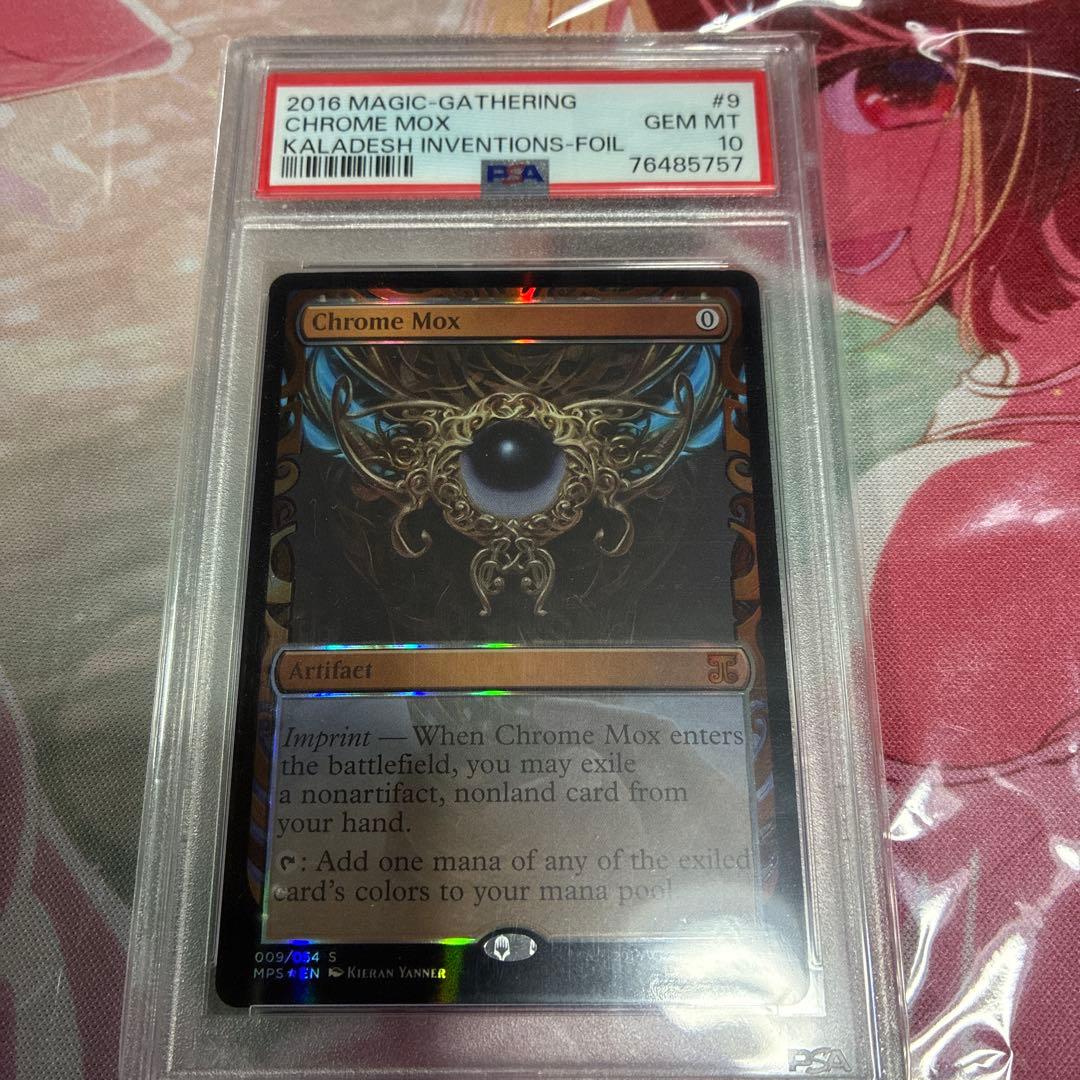 2016 MAGIC-GATHERING #9
CHROME MOX GEM MT
KALADESH INVENTIONS-FOIL 10
PSA 76485757
Chrome Mox 0
Artifact
Imprint — When Chrome Mox enters
the battlefield, you may exile
a nonartifact, nonland card from
your hand.
: Add one mana of any of the exiled
card's colors to your mana pool
009/054 S
MPS★EN KIERAN YANNER
PSA